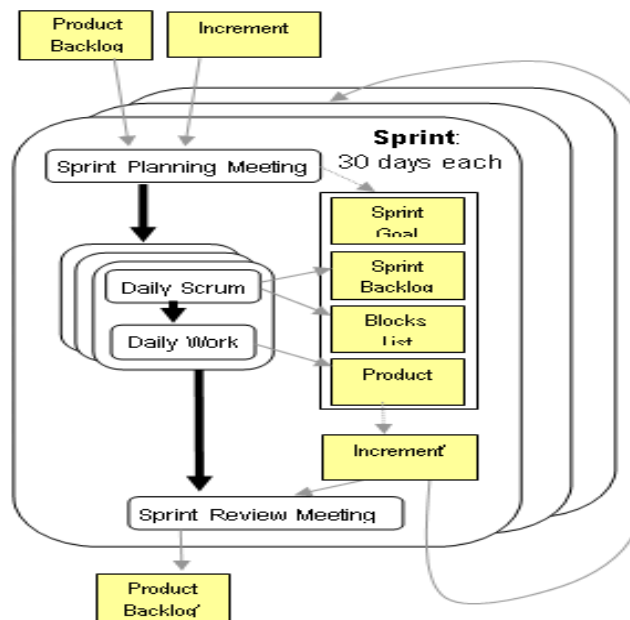 Product
Backlog
Increment
Sprint:
30 days each
Sprint Planning Meeting
Sprint
Goal
Daily Scrum
Sprint
Backlog
Blocks
List
Daily Work
Product
Increment'
Sprint Review Meeting
Product
Backlog'